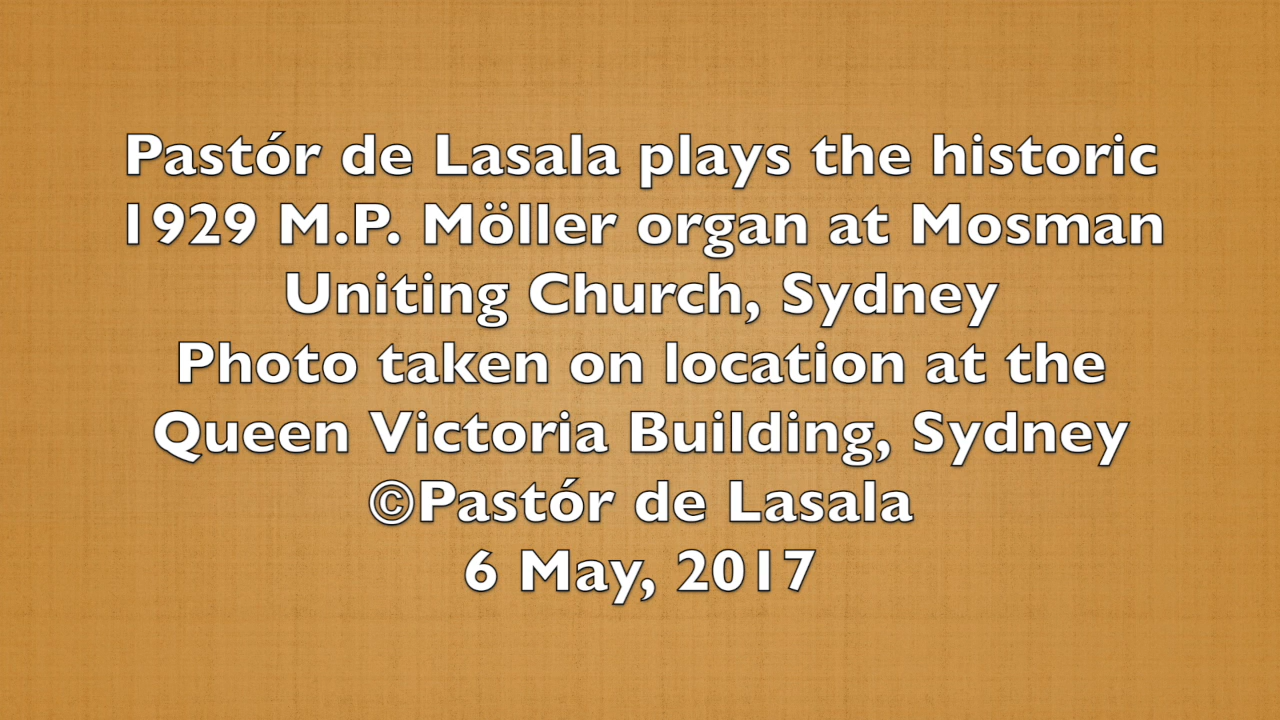 Pastór de Lasala plays the historic
1929 M.P. Möller organ at Mosman
Uniting Church, Sydney
Photo taken on location at the
Queen Victoria Building, Sydney
©Pastór de Lasala
6 May, 2017